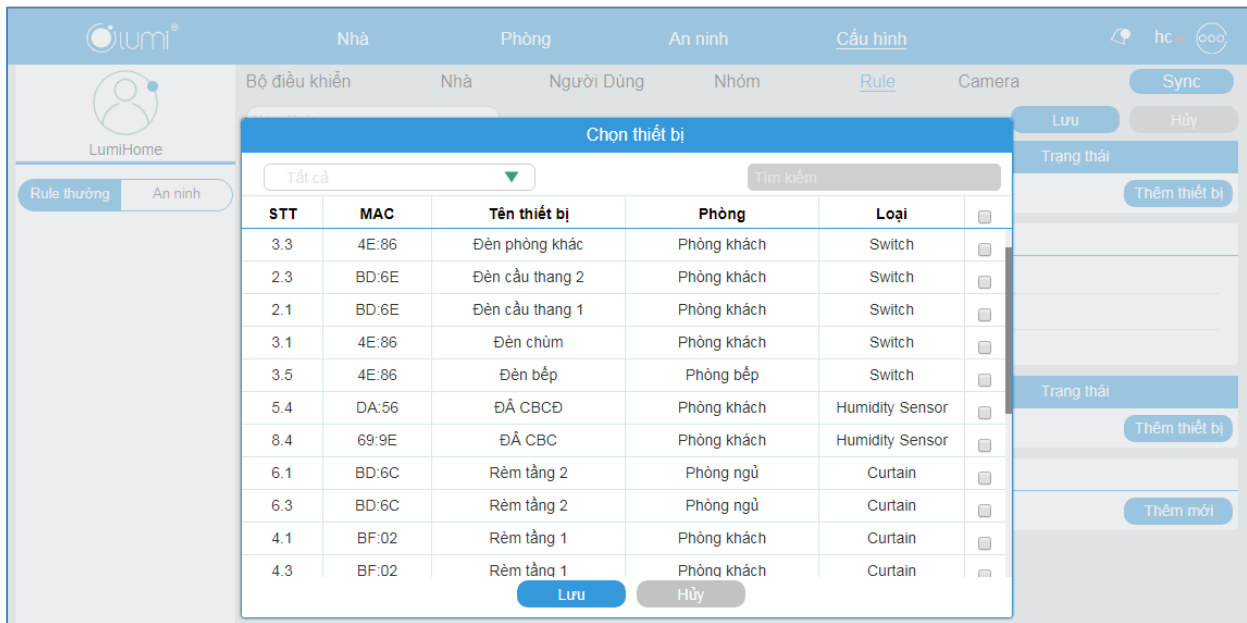 Olumi®
Nhà Phòng An ninh Cấu hình hc
Bộ điều khiển Nhà Người Dùng Nhóm Rule Camera Sync
Lưu Hủy
LumiHome
Trạng thái
Rule thường An ninh
Thêm thiết bị
Chọn thiết bị
Tất cả Tìm kiếm
STT MAC Tên thiết bị Phòng Loại
3.3 4E:86 Đèn phòng khác Phòng khách Switch
2.3 BD:6E Đèn cầu thang 2 Phòng khách Switch
2.1 BD:6E Đèn cầu thang 1 Phòng khách Switch
3.1 4E:86 Đèn chùm Phòng khách Switch
3.5 4E:86 Đèn bếp Phòng bếp Switch
5.4 DA:56 ĐÂ CBCĐ Phòng khách Humidity Sensor
8.4 69:9E ĐÂ CBC Phòng khách Humidity Sensor
6.1 BD:6C Rèm tầng 2 Phòng ngủ Curtain
6.3 BD:6C Rèm tầng 2 Phòng ngủ Curtain
4.1 BF:02 Rèm tầng 1 Phòng khách Curtain
4.3 BF:02 Rèm tầng 1 Phòng khách Curtain
Lưu Hủy
Trạng thái
Thêm thiết bị
Thêm mới